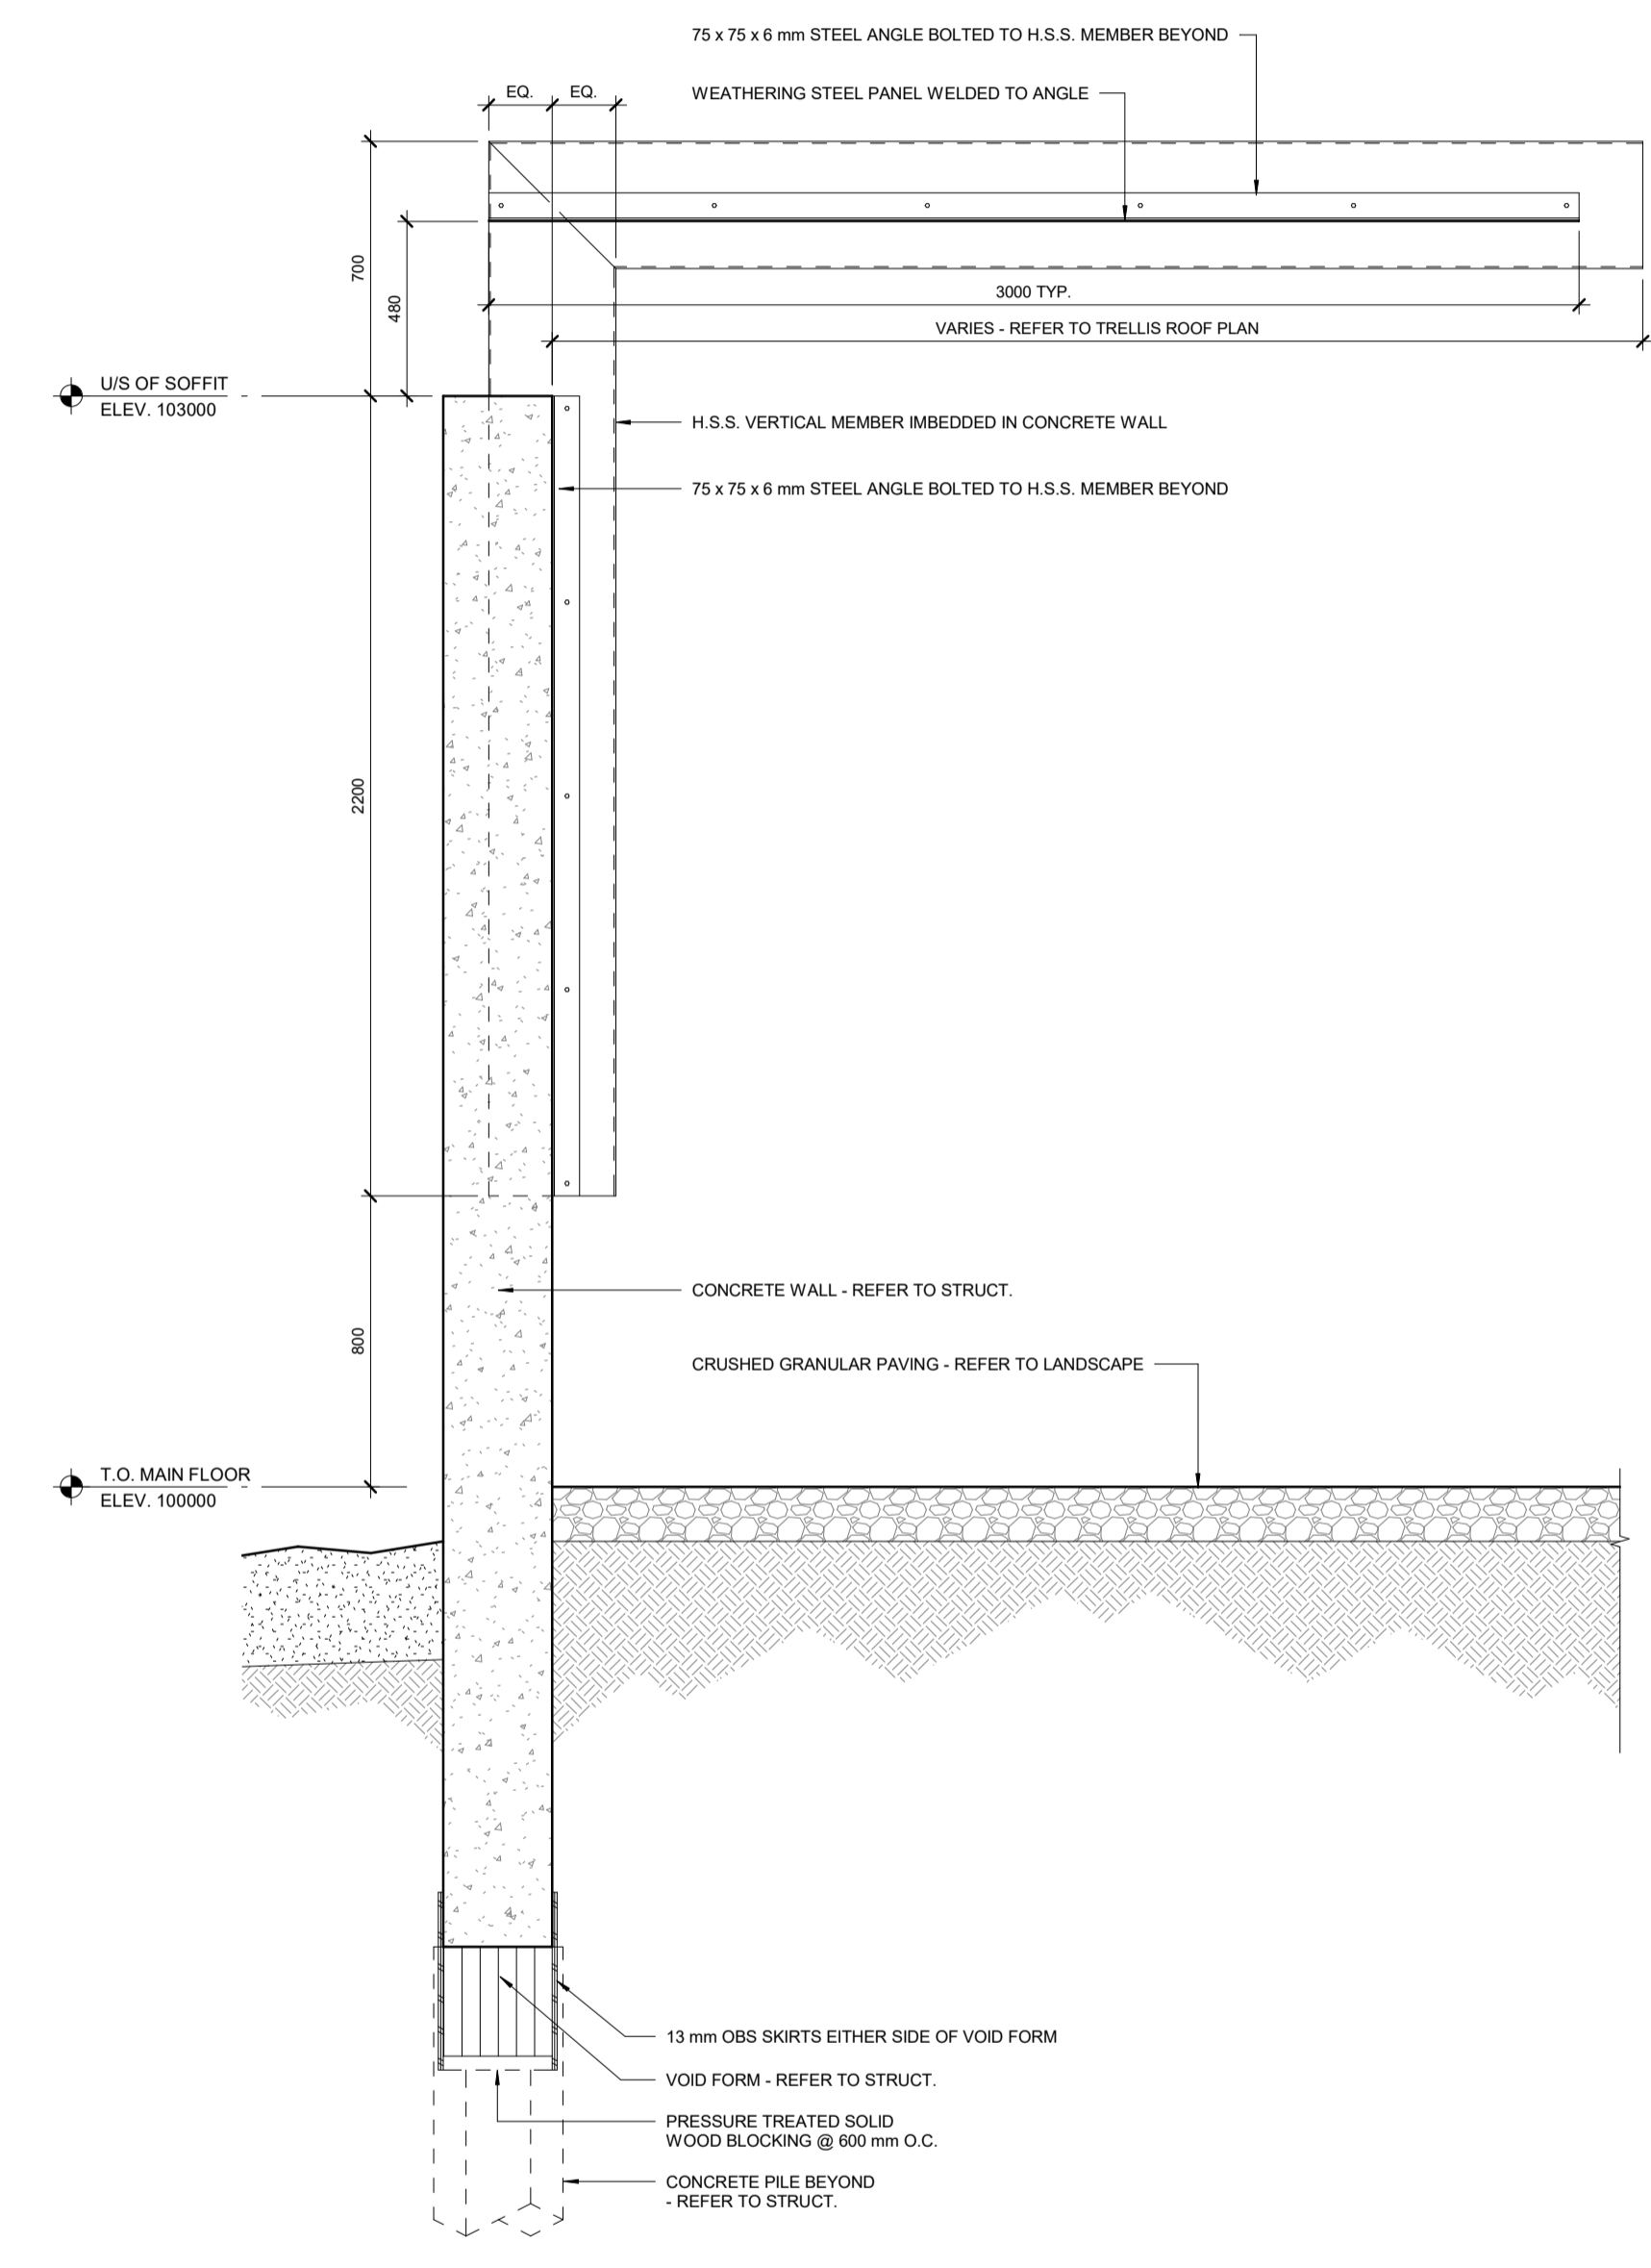 75 x 75 x 6 mm STEEL ANGLE BOLTED TO H.S.S. MEMBER BEYOND
EQ.
EQ.
WEATHERING STEEL PANEL WELDED TO ANGLE
700
480
3000 TYP.
VARIES - REFER TO TRELLIS ROOF PLAN
U/S OF SOFFIT
ELEV. 103000
H.S.S. VERTICAL MEMBER IMBEDDED IN CONCRETE WALL
75 x 75 x 6 mm STEEL ANGLE BOLTED TO H.S.S. MEMBER BEYOND
2200
CONCRETE WALL - REFER TO STRUCT.
800
CRUSHED GRANULAR PAVING - REFER TO LANDSCAPE
T.O. MAIN FLOOR
ELEV. 100000
13 mm OBS SKIRTS EITHER SIDE OF VOID FORM
VOID FORM - REFER TO STRUCT.
PRESSURE TREATED SOLID
WOOD BLOCKING @ 600 mm O.C.
CONCRETE PILE BEYOND
- REFER TO STRUCT.